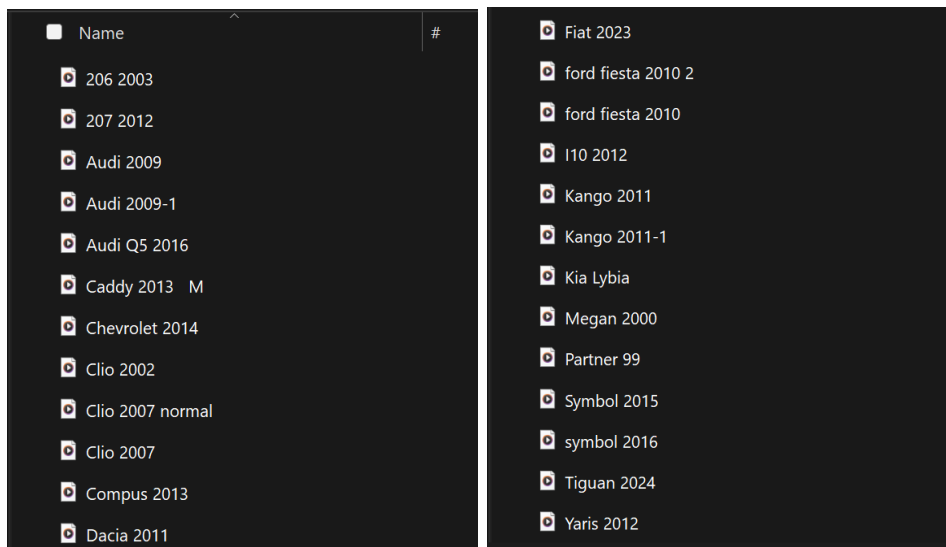 Name #
206 2003
207 2012
Audi 2009
Audi 2009-1
Audi Q5 2016
Caddy 2013 M
Chevrolet 2014
Clio 2002
Clio 2007 normal
Clio 2007
Compus 2013
Dacia 2011
Fiat 2023
ford fiesta 2010 2
ford fiesta 2010
I10 2012
Kango 2011
Kango 2011-1
Kia Lybia
Megan 2000
Partner 99
Symbol 2015
symbol 2016
Tiguan 2024
Yaris 2012